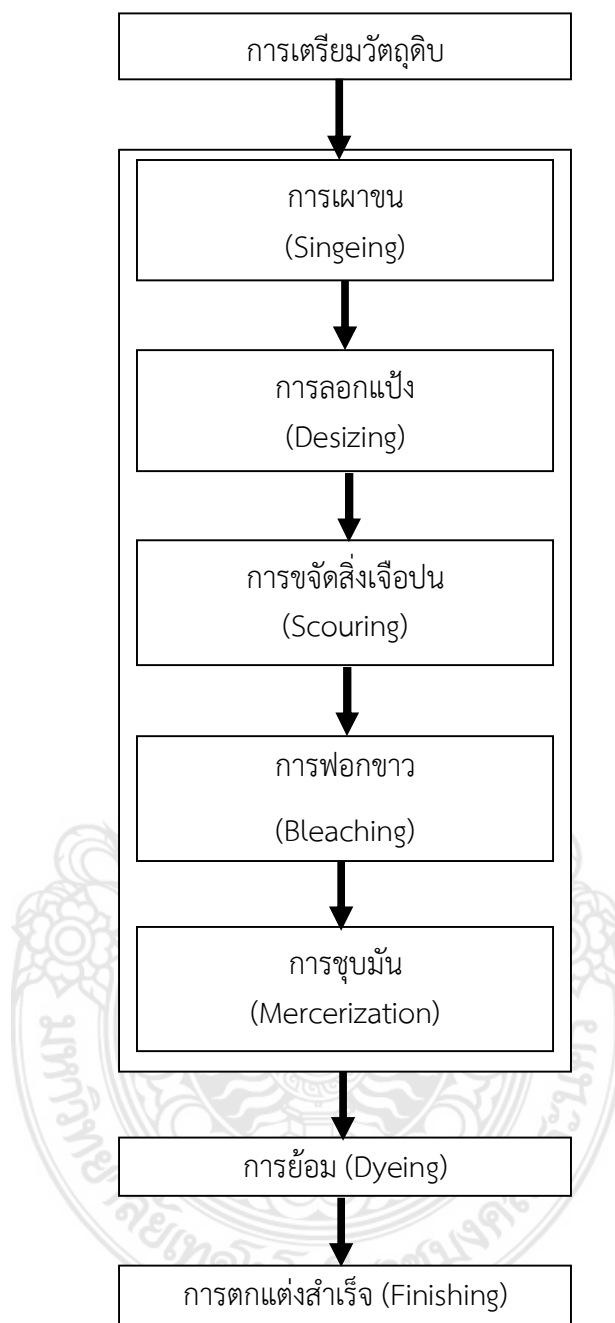 การเตรียมวัตถุดิบ
การเผาขน
(Singeing)
การลอกแป้ง
(Desizing)
การขจัดสิ่งเจือปน
(Scouring)
การฟอกขาว
(Bleaching)
การชุบมัน
(Mercerization)
การย้อม (Dyeing)
การตกแต่งสำเร็จ (Finishing)